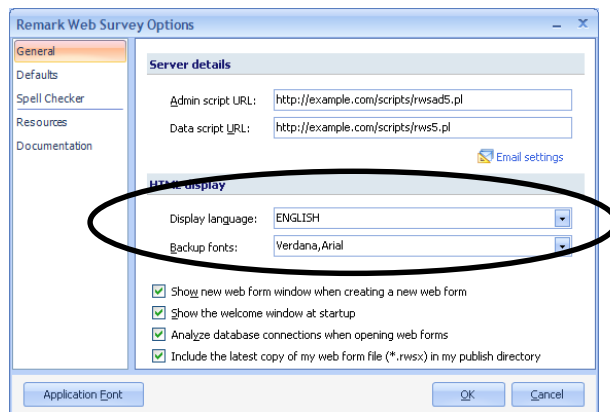 Remark Web Survey Options
General
Defaults
Spell Checker
Resources
Documentation
Server details
Admin script URL: http://example.com/scripts/rwsad5.pl
Data script URL: http://example.com/scripts/rws5.pl
Email settings
HTML display
Display language: ENGLISH
Backup fonts: Verdana,Arial
Show new web form window when creating a new web form
Show the welcome window at startup
Analyze database connections when opening web forms
Include the latest copy of my web form file (*.rwsx) in my publish directory
Application Font OK Cancel